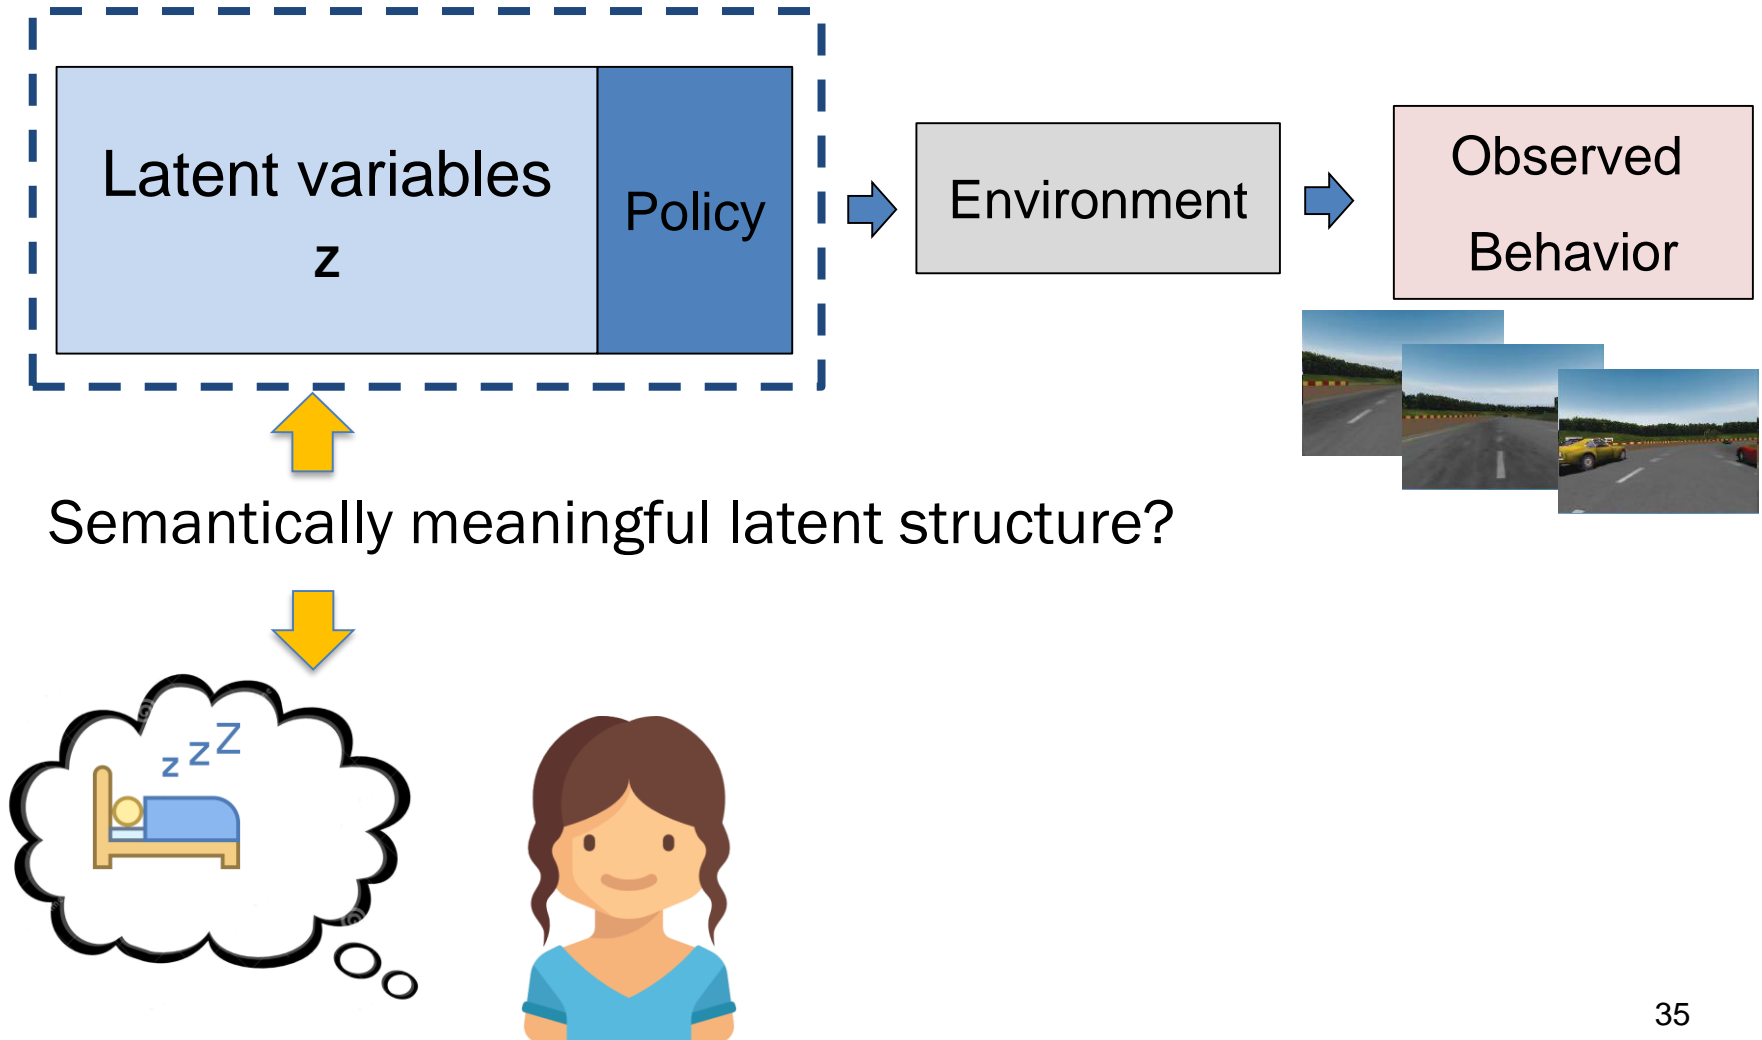 Latent variables
z
Policy
Environment
Observed
Behavior
Semantically meaningful latent structure?
z z Z
35